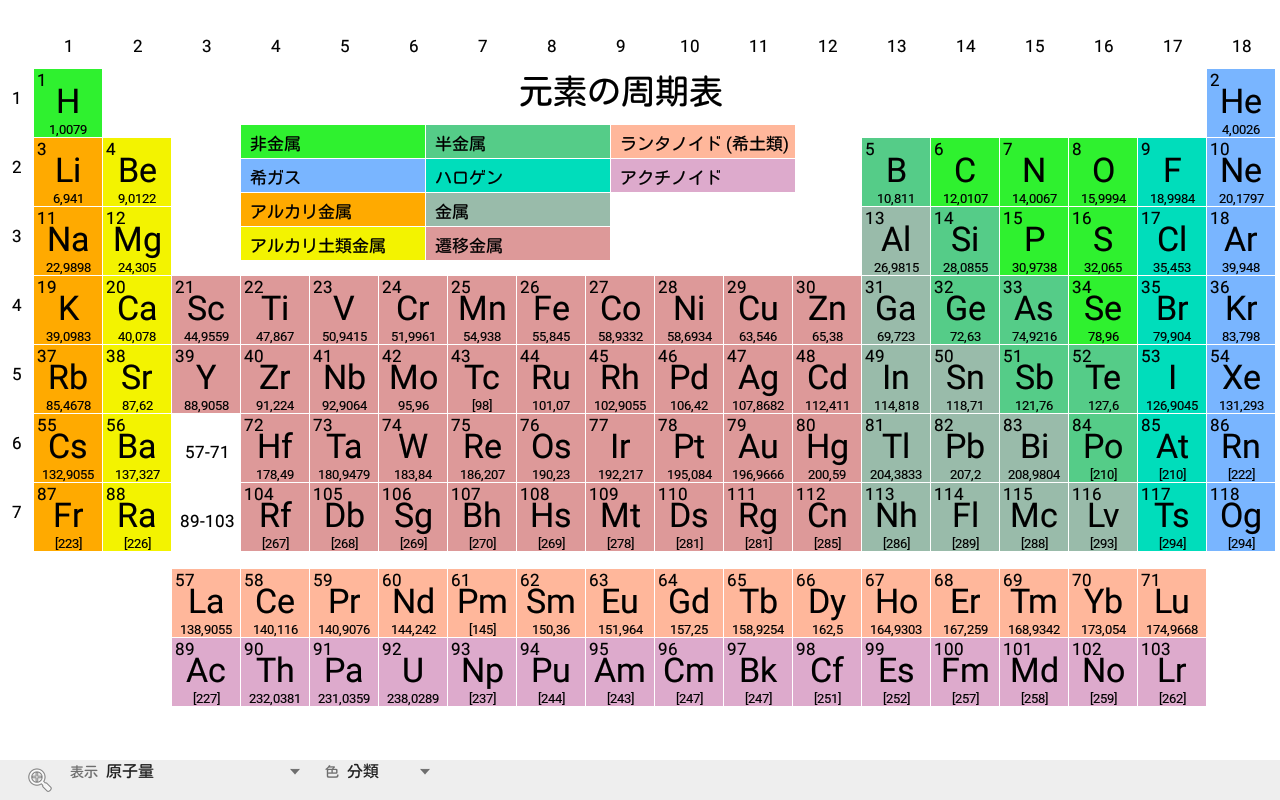 1 2 3 4 5 6 7 8 9 10 11 12 13 14 15 16 17 18
元素の周期表
非金属 半金属 ランタノイド (希土類)
希ガス ハロゲン アクチノイド
アルカリ金属 金属
アルカリ土類金属 遷移金属
1
1 2
H He
1,0079 4,0026
2
3 4 5 6 7 8 9 10
Li Be B C N O F Ne
6,941 9,0122 10,811 12,0107 14,0067 15,9994 18,9984 20,1797
3
11 12 13 14 15 16 17 18
Na Mg Al Si P S Cl Ar
22,9898 24,305 26,9815 28,0855 30,9738 32,065 35,453 39,948
4
19 20 21 22 23 24 25 26 27 28 29 30 31 32 33 34 35 36
K Ca Sc Ti V Cr Mn Fe Co Ni Cu Zn Ga Ge As Se Br Kr
39,0983 40,078 44,9559 47,867 50,9415 51,9961 54,938 55,845 58,9332 58,6934 63,546 65,38 69,723 72,63 74,9216 78,96 79,904 83,798
5
37 38 39 40 41 42 43 44 45 46 47 48 49 50 51 52 53 54
Rb Sr Y Zr Nb Mo Tc Ru Rh Pd Ag Cd In Sn Sb Te I Xe
85,4678 87,62 88,9058 91,224 92,9064 95,96 [98] 101,07 102,9055 106,42 107,8682 112,411 114,818 118,71 121,76 127,6 126,9045 131,293
6
55 56 72 73 74 75 76 77 78 79 80 81 82 83 84 85 86
Cs Ba 57-71 Hf Ta W Re Os Ir Pt Au Hg Tl Pb Bi Po At Rn
132,9055 137,327 178,49 180,9479 183,84 186,207 190,23 192,217 195,084 196,9666 200,59 204,3833 207,2 208,9804 [210] [210] [222]
7
87 88 104 105 106 107 108 109 110 111 112 113 114 115 116 117 118
Fr Ra 89-103 Rf Db Sg Bh Hs Mt Ds Rg Cn Nh Fl Mc Lv Ts Og
[223] [226] [267] [268] [269] [270] [269] [278] [281] [281] [285] [286] [289] [288] [293] [294] [294]
57 58 59 60 61 62 63 64 65 66 67 68 69 70 71
La Ce Pr Nd Pm Sm Eu Gd Tb Dy Ho Er Tm Yb Lu
138,9055 140,116 140,9076 144,242 [145] 150,36 151,964 157,25 158,9254 162,5 164,9303 167,259 168,9342 173,054 174,9668
89 90 91 92 93 94 95 96 97 98 99 100 101 102 103
Ac Th Pa U Np Pu Am Cm Bk Cf Es Fm Md No Lr
[227] 232,0381 231,0359 238,0289 [237] [244] [243] [247] [247] [251] [252] [257] [258] [259] [262]
表示 原子量 色 分類